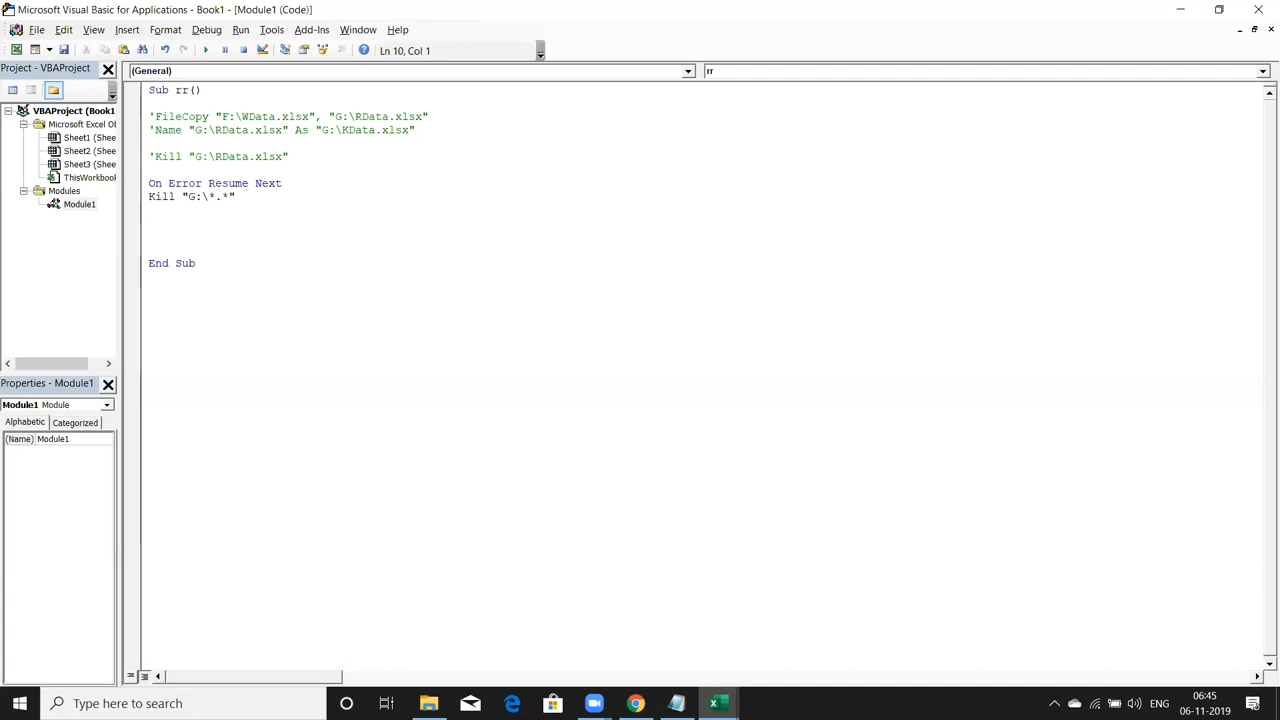 Microsoft Visual Basic for Applications - Book1 - [Module1 (Code)]
File Edit View Insert Format Debug Run Tools Add-Ins Window Help
Ln 10, Col 1
Project - VBAProject
(General)
rr
VBAProject (Book1
Microsoft Excel Ob
Sheet1 (Shee
Sheet2 (Shee
Sheet3 (Shee
ThisWorkbook
Modules
Module1
Sub rr()
'FileCopy "F:\WData.xlsx", "G:\RData.xlsx"
'Name "G:\RData.xlsx" As "G:\KData.xlsx"
'Kill "G:\RData.xlsx"
On Error Resume Next
Kill "G:\*.*"
End Sub
Properties - Module1
Module1 Module
Alphabetic Categorized
(Name) Module1
Type here to search
ENG
06:45
06-11-2019